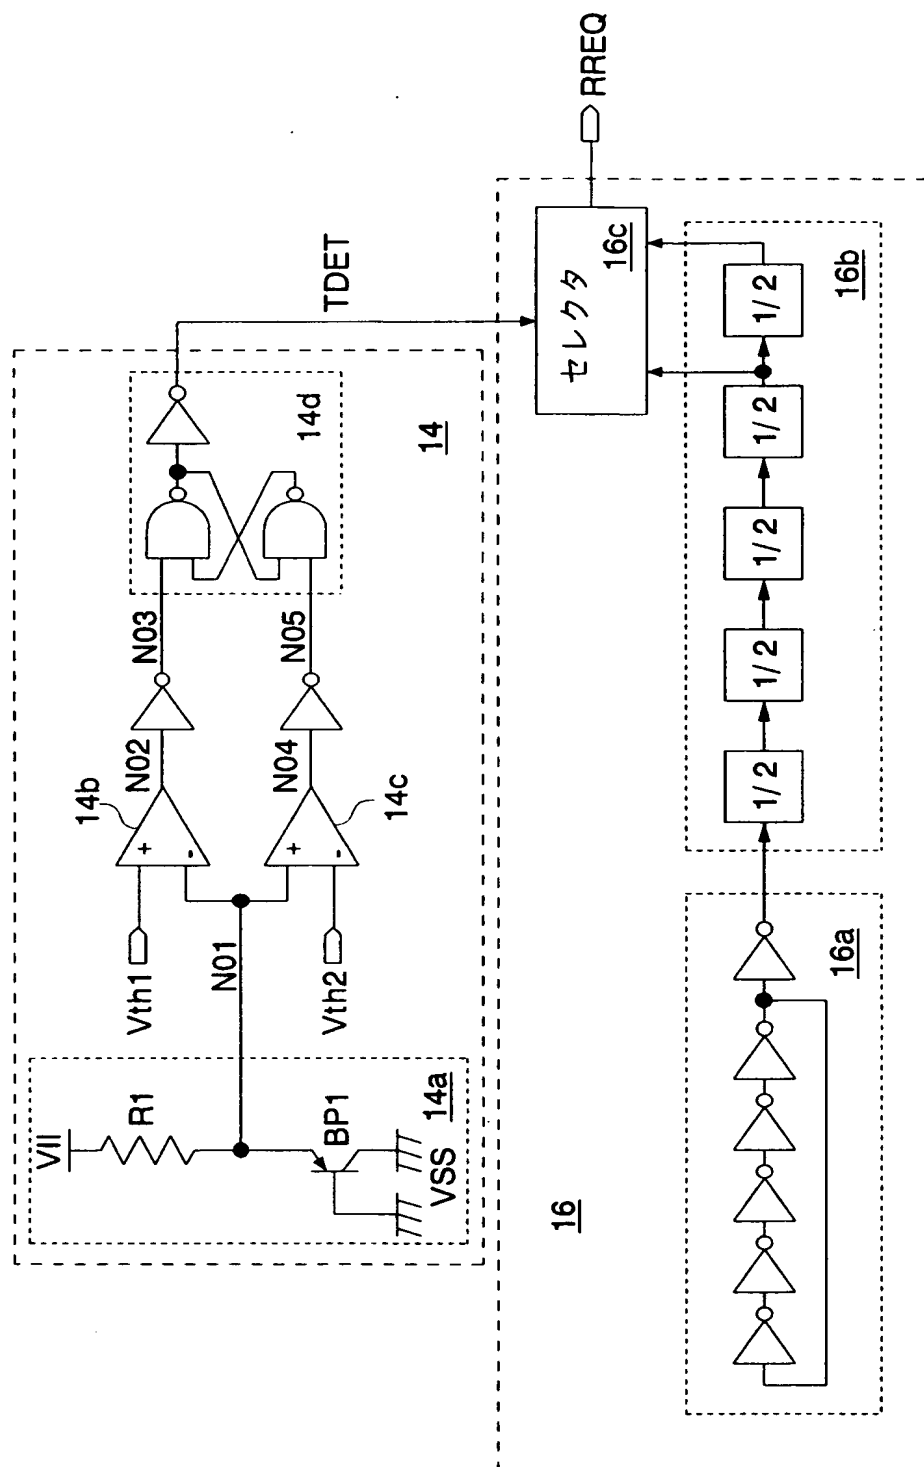 VII
R1
BP1
VSS
14a
N01
Vth1
Vth2
14b
14c
N02
N04
N03
N05
14d
14
TDET
16
16a
1/2
1/2
1/2
1/2
1/2
16b
セレクタ
16c
RREQ
+
-
+
-